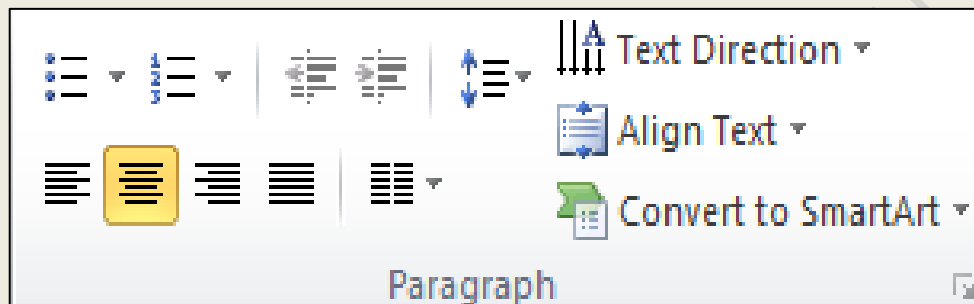 Text Direction
Align Text
Convert to SmartArt
Paragraph